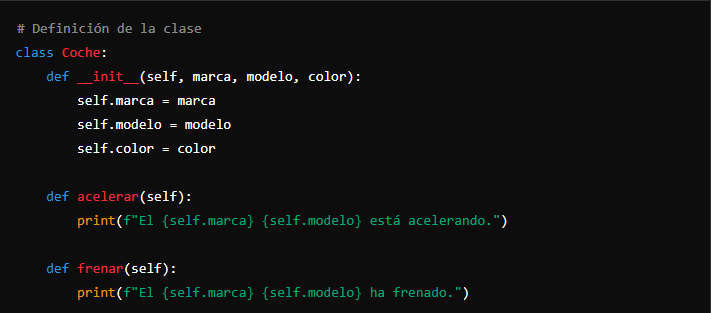 # Definición de la clase
class Coche:
    def __init__(self, marca, modelo, color):
        self.marca = marca
        self.modelo = modelo
        self.color = color

    def acelerar(self):
        print(f"El {self.marca} {self.modelo} está acelerando.")

    def frenar(self):
        print(f"El {self.marca} {self.modelo} ha frenado.")